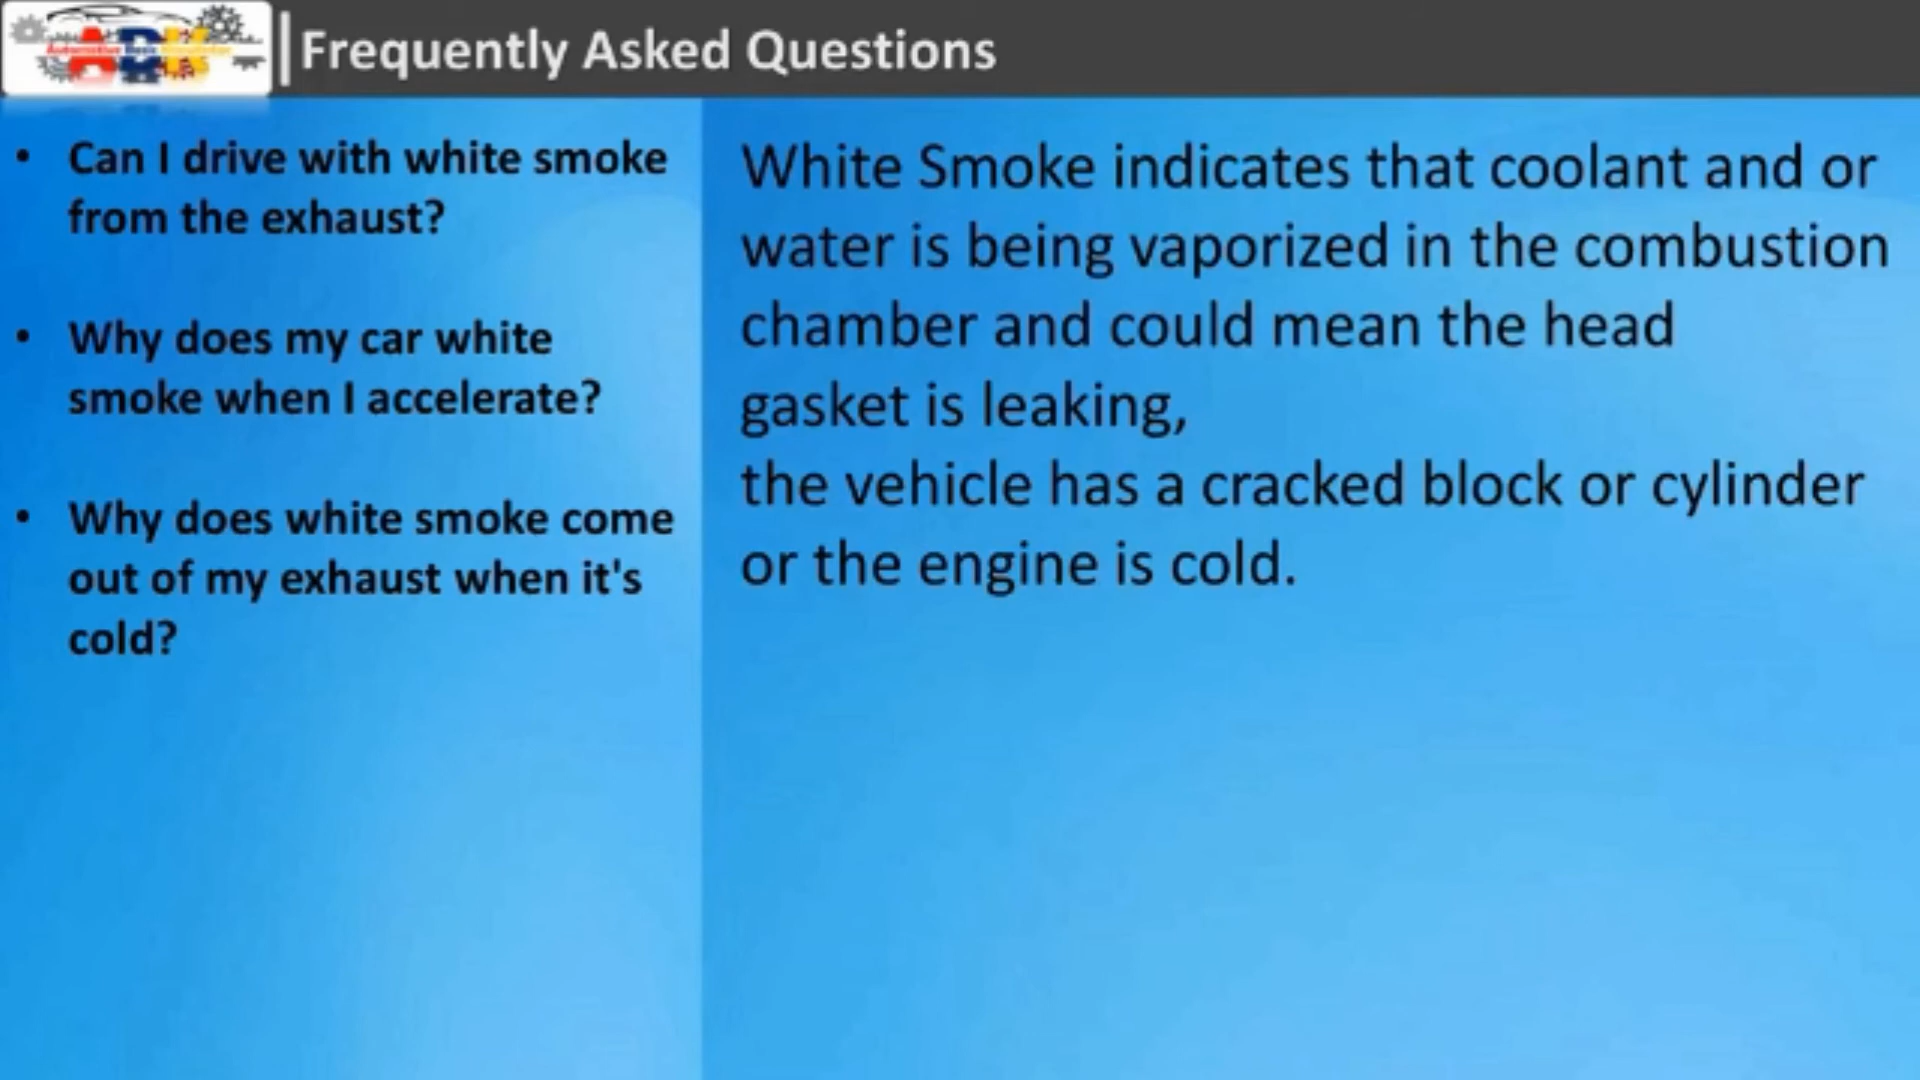 Automotive Basic Knowledge
Frequently Asked Questions
• Can I drive with white smoke
from the exhaust?
• Why does my car white
smoke when I accelerate?
• Why does white smoke come
out of my exhaust when it's
cold?
White Smoke indicates that coolant and or
water is being vaporized in the combustion
chamber and could mean the head
gasket is leaking,
the vehicle has a cracked block or cylinder
or the engine is cold.